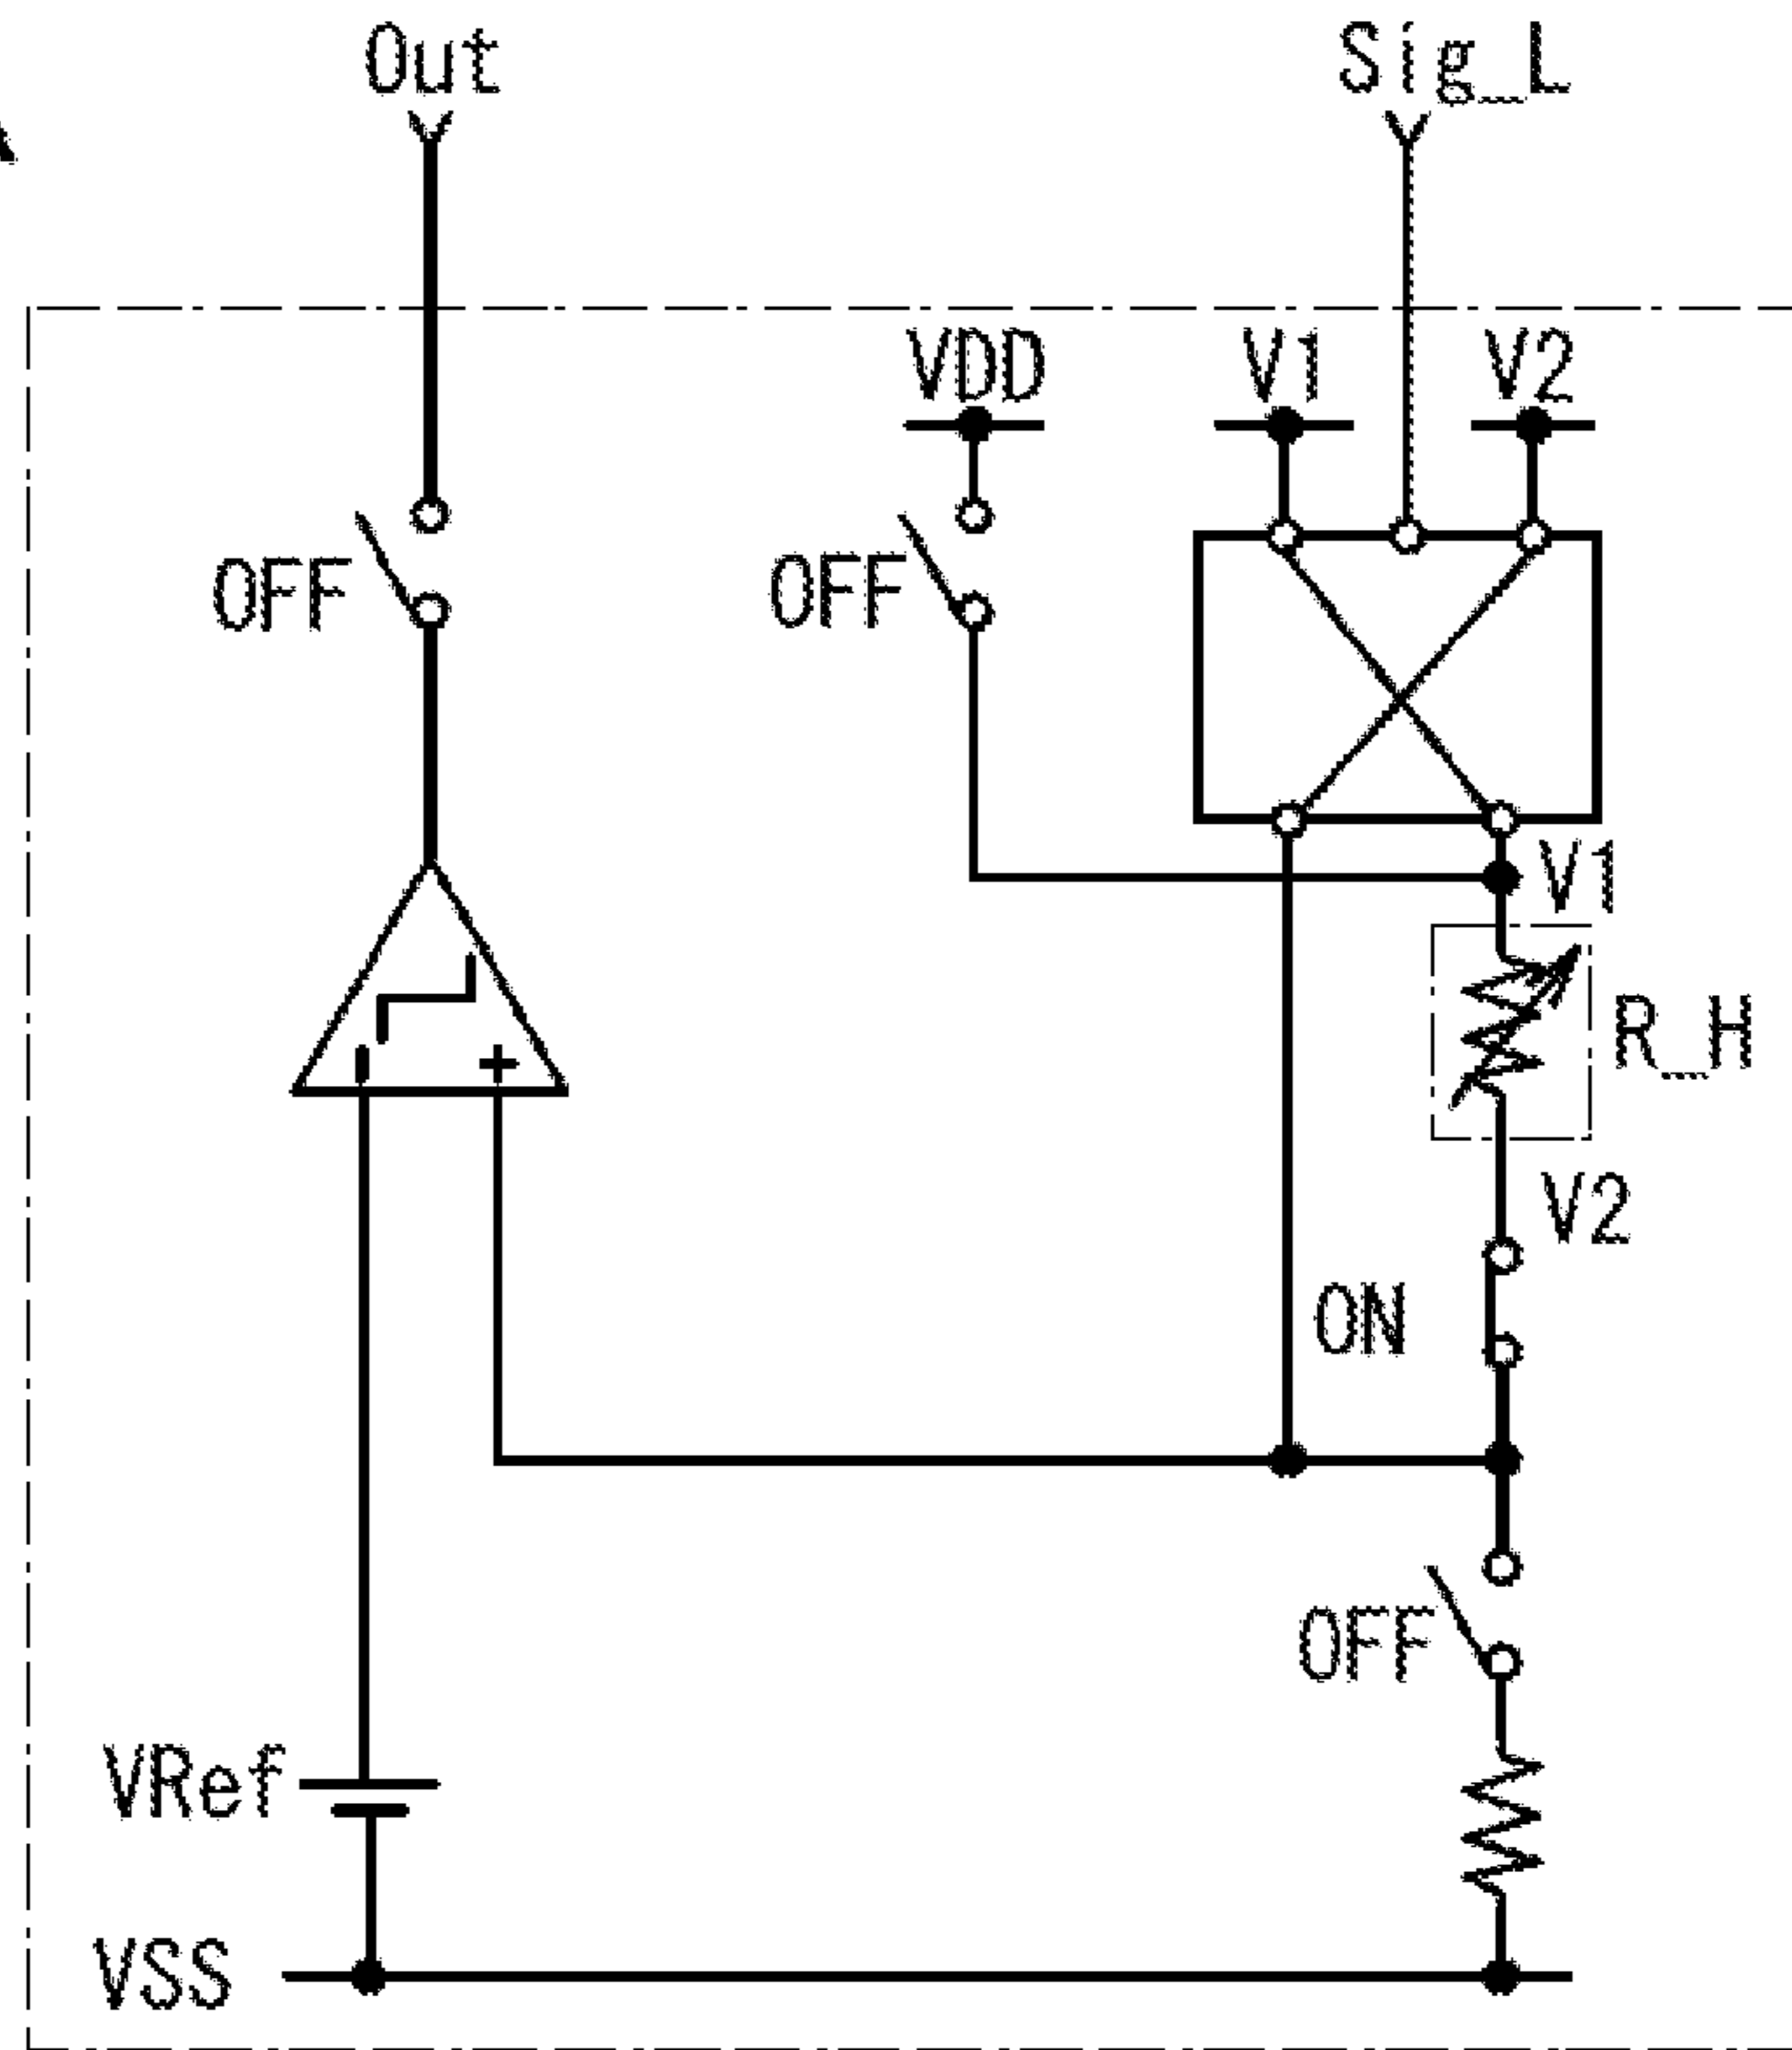 Out Sig_L
VDD V1 V2
OFF OFF
V1
- +
R_H
V2
ON
OFF
VRef
VSS